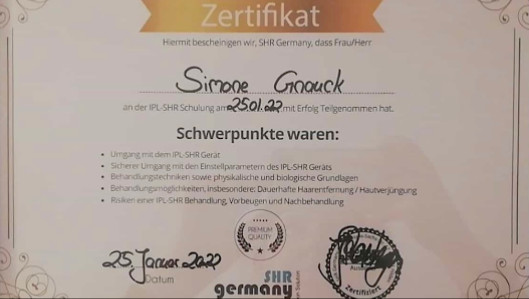 Zertifikat
Hiermit bescheinigen wir, SHR Germany, dass Frau/Herr
Simone Gnauck
an der IPL-SHR Schulung am 25.01.22 mit Erfolg Teilgenommen hat.
Schwerpunkte waren:
• Umgang mit dem IPL-SHR Gerät
• Sicherer Umgang mit den Einstellparametern des IPL-SHR Geräts
• Behandlungstechniken sowie physikalische und biologische Grundlagen
• Behandlungsmöglichkeiten, insbesondere: Dauerhafte Haarentfernung / Hautverjüngung
• Risiken einer IPL-SHR Behandlung, Vorbeugen und Nachbehandlung
PREMIUM
QUALITY
25. Januar 2022
Datum
SHR
germany
Zertifiziert